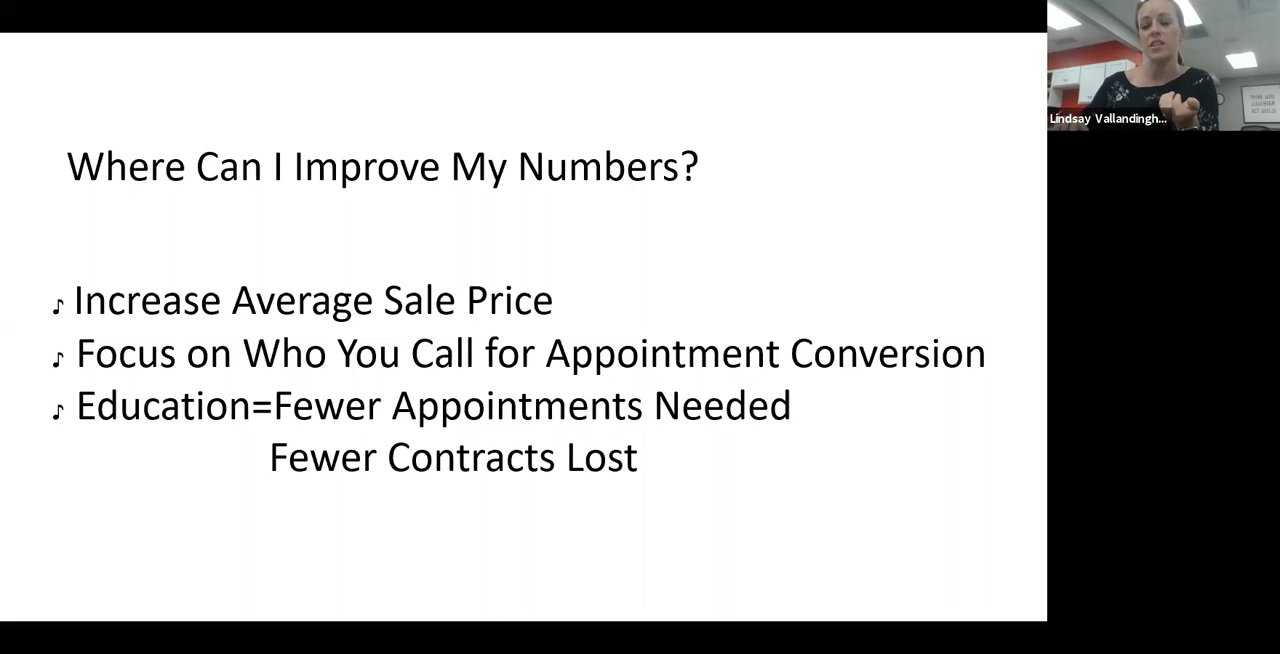 Where Can I Improve My Numbers?
♪ Increase Average Sale Price
♪ Focus on Who You Call for Appointment Conversion
♪ Education=Fewer Appointments Needed
Fewer Contracts Lost
Lindsay Vallandingh...